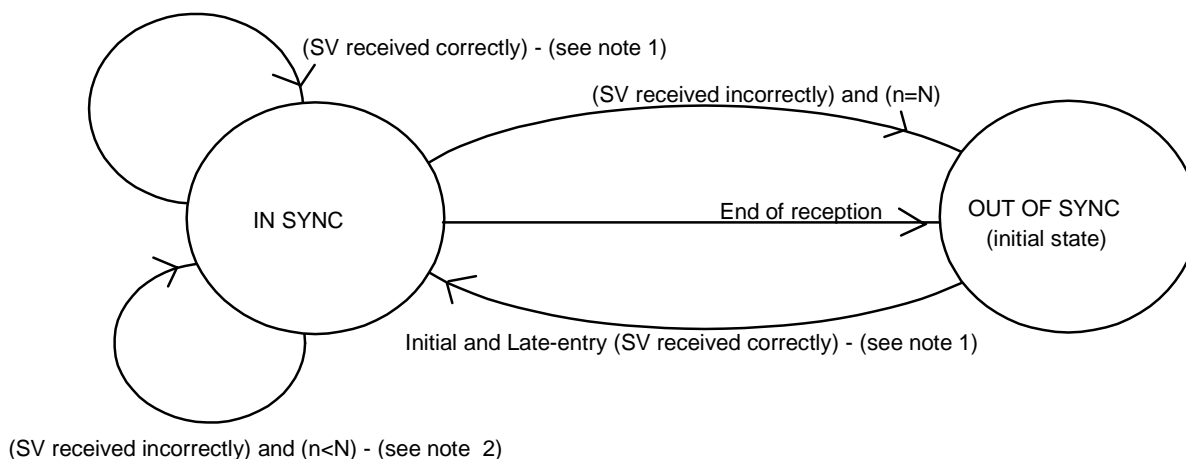 (SV received correctly) - (see note 1)
(SV received incorrectly) and (n=N)
End of reception
IN SYNC
OUT OF SYNC
(initial state)
Initial and Late-entry (SV received correctly) - (see note 1)
(SV received incorrectly) and (n<N) - (see note 2)